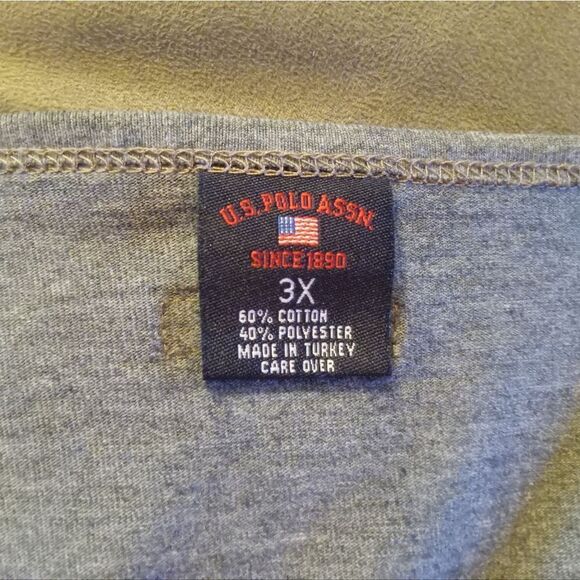 U.S. POLO ASSN.
SINCE 1890
3X
60% COTTON
40% POLYESTER
MADE IN TURKEY
CARE OVER